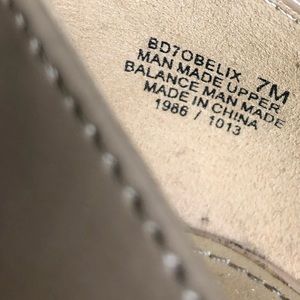 BD7OBELIX 7M
MAN MADE UPPER
BALANCE MAN MADE
MADE IN CHINA
1986 / 1013